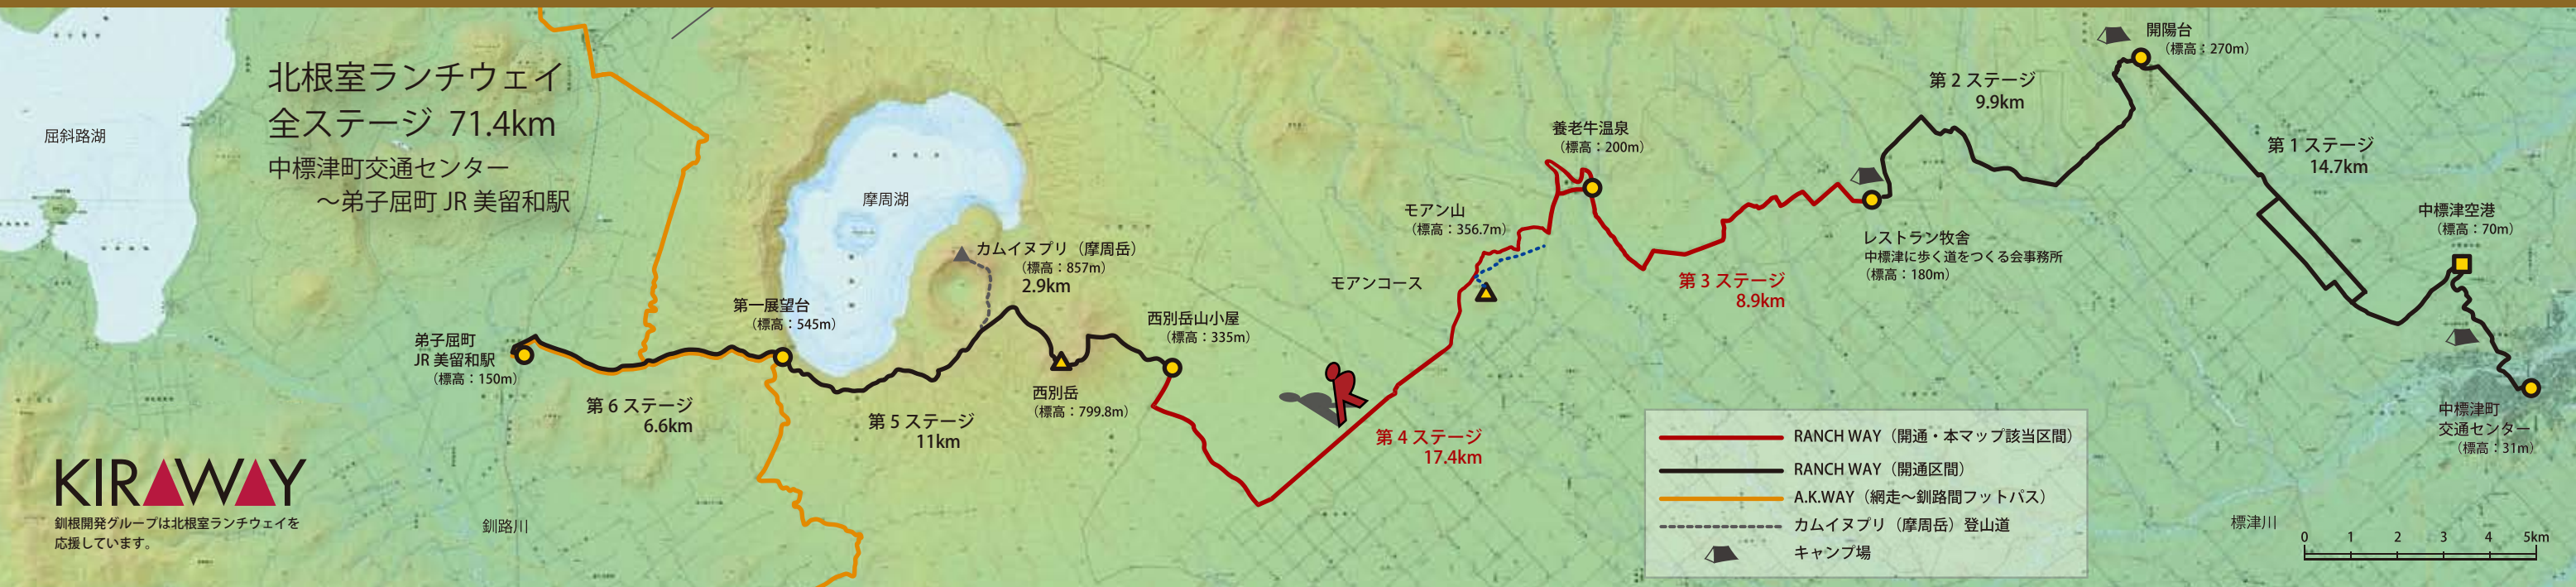 北根室ランチウェイ
全ステージ 71.4km
中標津町交通センター
～弟子屈町 JR 美留和駅
屈斜路湖
摩周湖
カムイヌプリ（摩周岳）
（標高：857m）
2.9km
第一展望台
（標高：545m）
弟子屈町
JR 美留和駅
（標高：150m）
第 6 ステージ
6.6km
第 5 ステージ
11km
西別岳
（標高：799.8m）
西別岳山小屋
（標高：335m）
モアンコース
モアン山
（標高：356.7m）
養老牛温泉
（標高：200m）
第 4 ステージ
17.4km
第 3 ステージ
8.9km
レストラン牧舎
中標津に歩く道をつくる会事務所
（標高：180m）
第 2 ステージ
9.9km
開陽台
（標高：270m）
第 1 ステージ
14.7km
中標津空港
（標高：70m）
中標津町
交通センター
（標高：31m）
標津川
釧路川
KIRAWAY
釧根開発グループは北根室ランチウェイを
応援しています。
RANCH WAY（開通・本マップ該当区間）
RANCH WAY（開通区間）
A.K.WAY（網走～釧路間フットパス）
カムイヌプリ（摩周岳）登山道
キャンプ場
0 1 2 3 4 5km